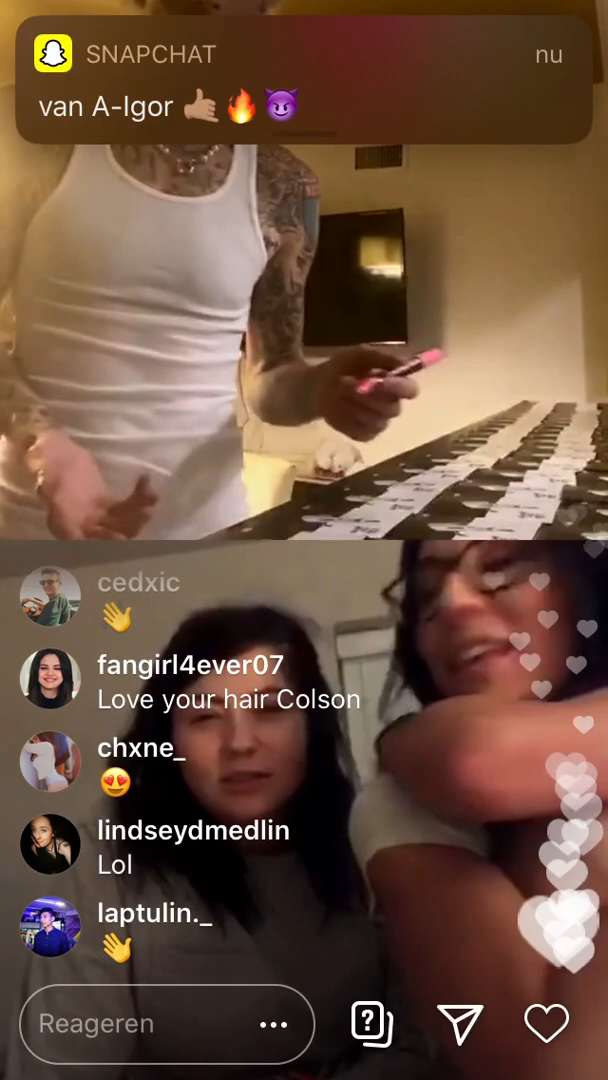 SNAPCHAT nu
van A-Igor 🤙🏼🔥😈
cedxic
👋
fangirl4ever07
Love your hair Colson
chxne_
😍
lindseydmedlin
Lol
laptulin._
👋
Reageren